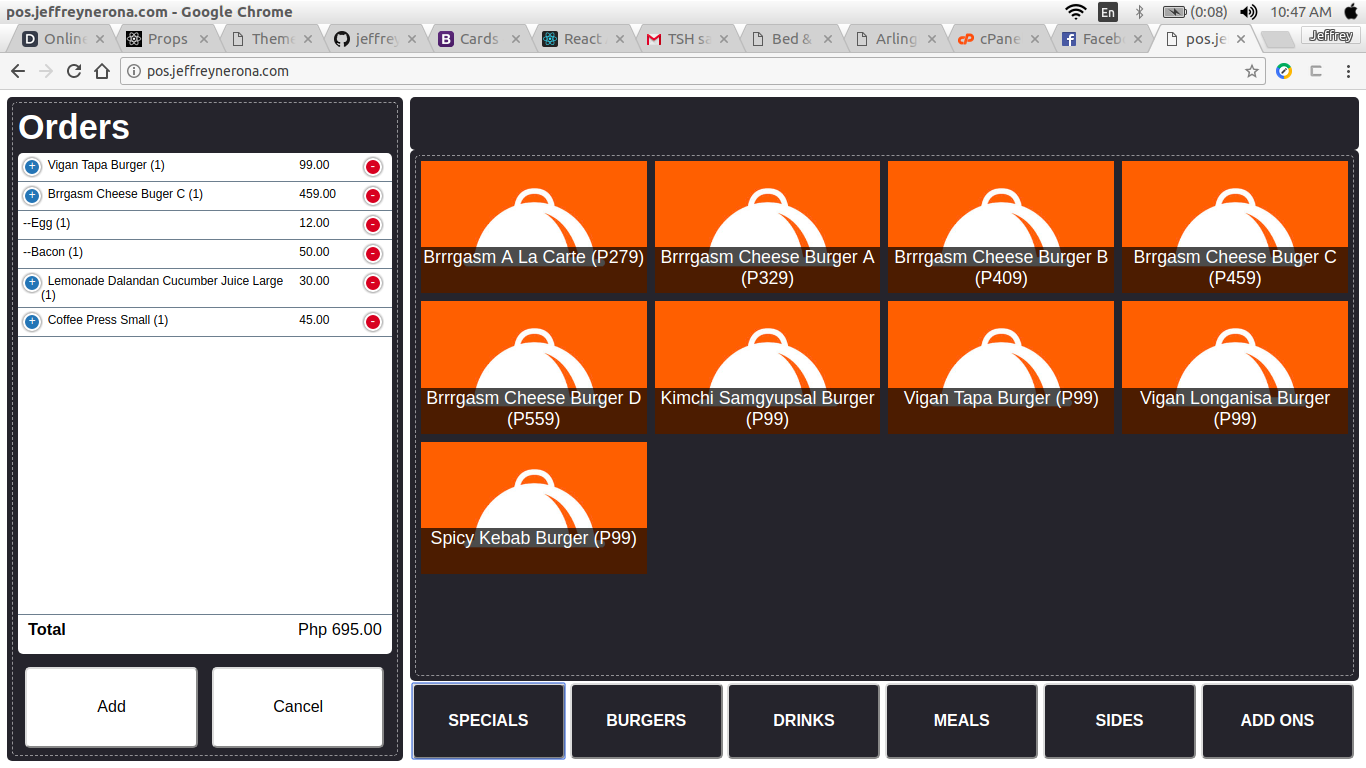 pos.jeffreynerona.com - Google Chrome
En
(0:08)
10:47 AM
Online
Props
Theme
jeffrey
Cards
React
TSH sa
Bed &
Arling
cPane
Facebo
pos.je
Jeffrey
pos.jeffreynerona.com
Orders
+ Vigan Tapa Burger (1) 99.00 -
+ Brrgasm Cheese Buger C (1) 459.00 -
--Egg (1) 12.00 -
--Bacon (1) 50.00 -
+ Lemonade Dalandan Cucumber Juice Large 30.00 -
(1)
+ Coffee Press Small (1) 45.00 -
Total Php 695.00
Add Cancel
Brrrgasm A La Carte (P279)
Brrrgasm Cheese Burger A
(P329)
Brrrgasm Cheese Burger B
(P409)
Brrrgasm Cheese Buger C
(P459)
Brrrgasm Cheese Burger D
(P559)
Kimchi Samgyupsal Burger
(P99)
Vigan Tapa Burger (P99)
Vigan Longanisa Burger
(P99)
Spicy Kebab Burger (P99)
SPECIALS BURGERS DRINKS MEALS SIDES ADD ONS